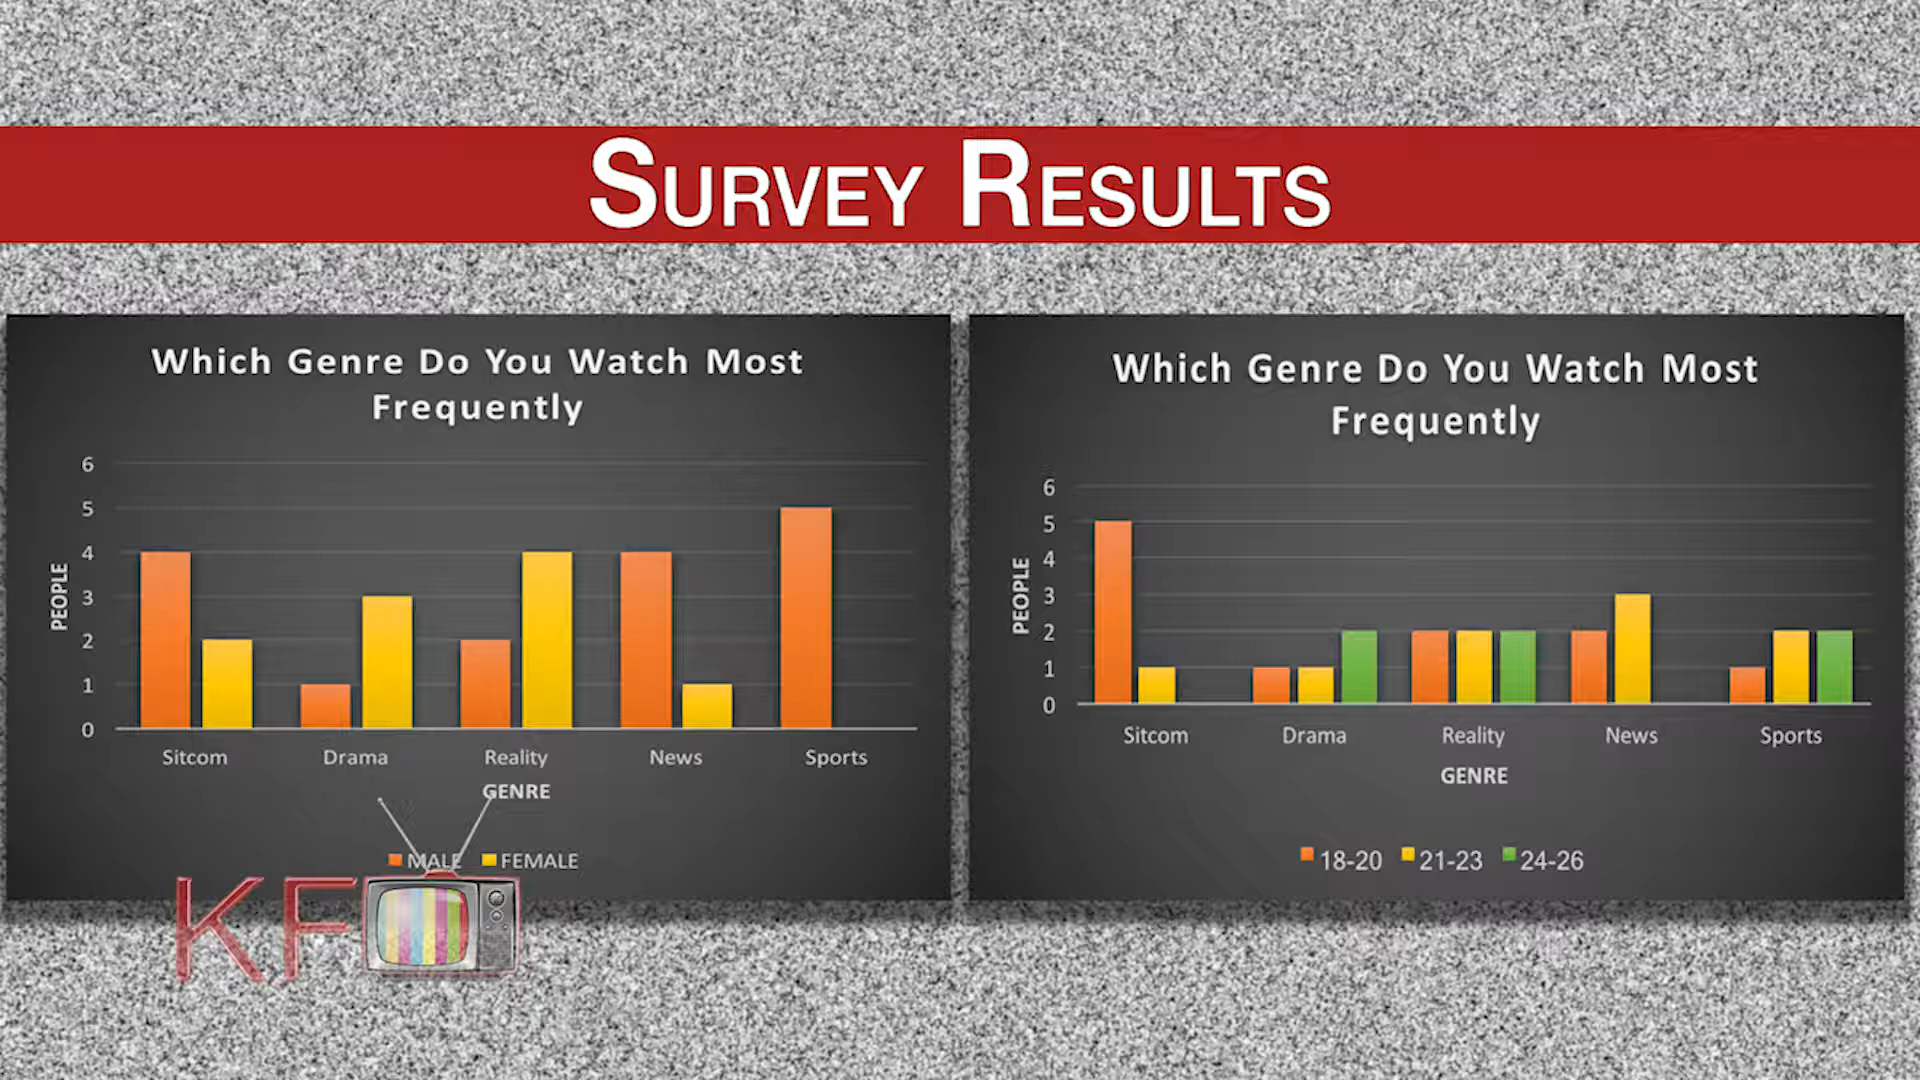 SURVEY RESULTS
Which Genre Do You Watch Most
Frequently
6
5
4
3
2
1
0
PEOPLE
Sitcom Drama Reality News Sports
GENRE
MALE FEMALE
Which Genre Do You Watch Most
Frequently
6
5
4
3
2
1
0
PEOPLE
Sitcom Drama Reality News Sports
GENRE
18-20 21-23 24-26
KF